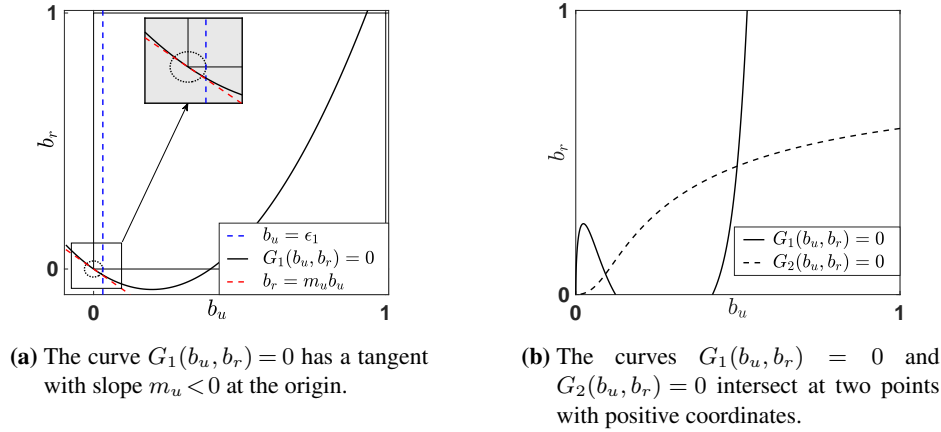 1
b_r
0
0
b_u
1
b_u = ϵ_1
G_1(b_u, b_r) = 0
b_r = m_u b_u
1
b_r
0
0
b_u
1
G_1(b_u, b_r) = 0
G_2(b_u, b_r) = 0
(a) The curve G_1(b_u, b_r) = 0 has a tangent
with slope m_u < 0 at the origin.
(b) The curves G_1(b_u, b_r) = 0 and
G_2(b_u, b_r) = 0 intersect at two points
with positive coordinates.